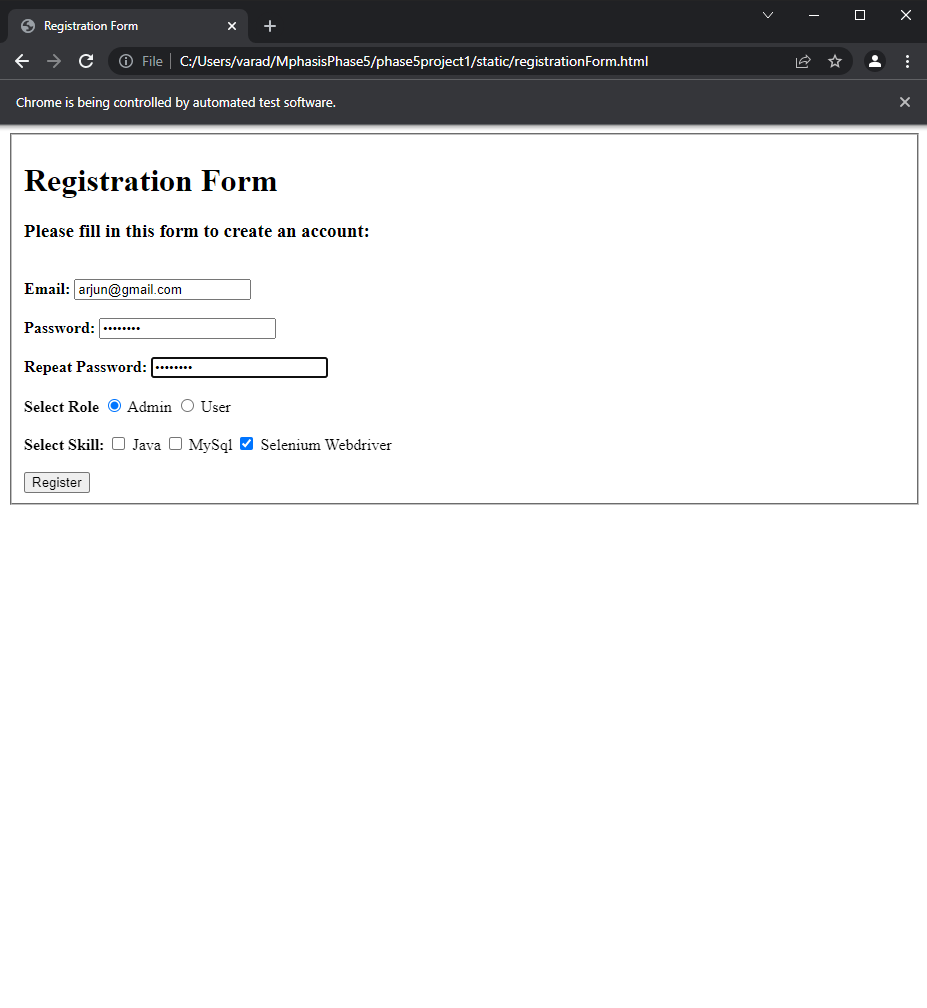 Registration Form
File C:/Users/varad/MphasisPhase5/phase5project1/static/registrationForm.html
Chrome is being controlled by automated test software.
Registration Form
Please fill in this form to create an account:
Email: arjun@gmail.com
Password: ••••••••
Repeat Password: ••••••••
Select Role Admin User
Select Skill: Java MySql Selenium Webdriver
Register